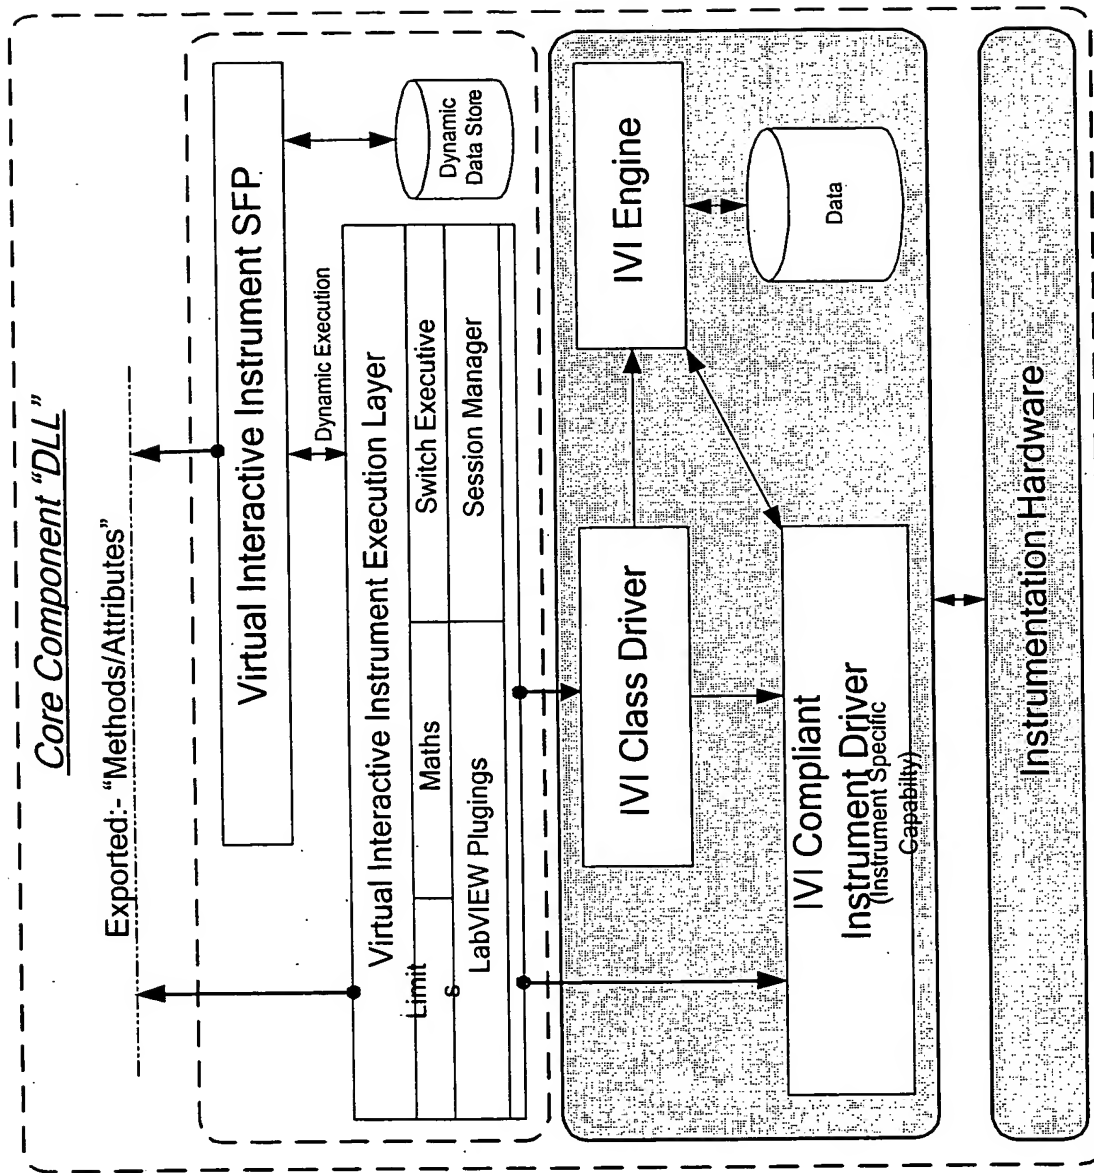 Core Component "DLL"
Exported:- "Methods/Attributes"
Virtual Interactive Instrument SFP
Dynamic Execution
Dynamic
Data Store
Virtual Interactive Instrument Execution Layer
Limit
s
Maths
Switch Executive
LabVIEW Plugings
Session Manager
IVI Class Driver
IVI Engine
IVI Compliant
Instrument Driver
(Instrument Specific
Capabilty)
Data
Instrumentation Hardware